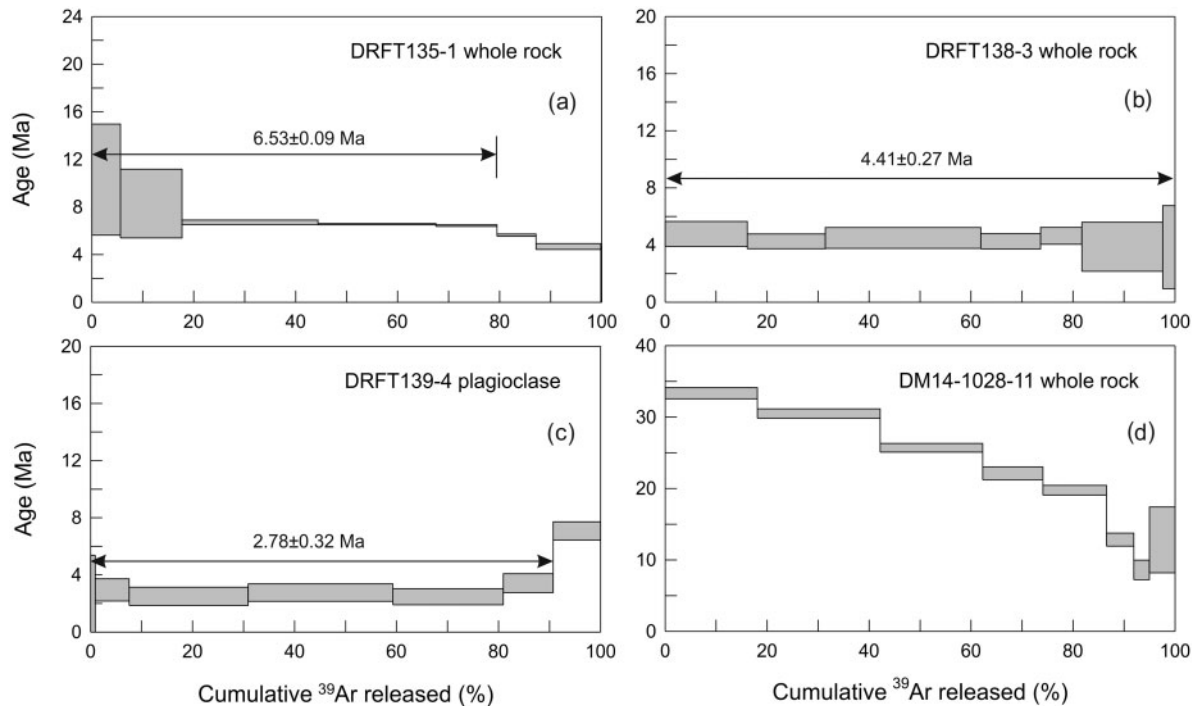 24
20
16
12
8
4
0
Age (Ma)
DRFT135-1 whole rock
(a)
6.53±0.09 Ma
0 20 40 60 80 100
20
16
12
8
4
0
DRFT138-3 whole rock
(b)
4.41±0.27 Ma
0 20 40 60 80 100
20
16
12
8
4
0
Age (Ma)
DRFT139-4 plagioclase
(c)
2.78±0.32 Ma
0 20 40 60 80 100
Cumulative ³⁹Ar released (%)
40
30
20
10
0
DM14-1028-11 whole rock
(d)
0 20 40 60 80 100
Cumulative ³⁹Ar released (%)